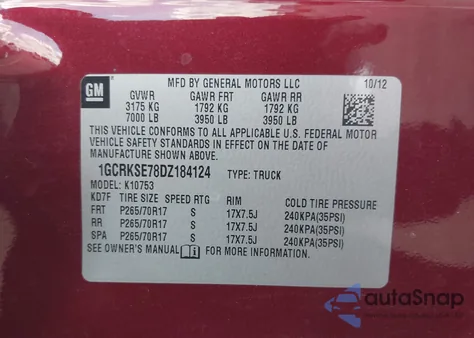 GM
MFD BY GENERAL MOTORS LLC 10/12
GVWR GAWR FRT GAWR RR
3175 KG 1792 KG 1792 KG
7000 LB 3950 LB 3950 LB
THIS VEHICLE CONFORMS TO ALL APPLICABLE U.S. FEDERAL MOTOR
VEHICLE SAFETY STANDARDS IN EFFECT ON THE DATE OF
MANUFACTURE SHOWN ABOVE.
1GCRKSE78DZ184124 TYPE: TRUCK
MODEL: K10753
KD7F TIRE SIZE SPEED RTG RIM COLD TIRE PRESSURE
FRT P265/70R17 S 17X7.5J 240KPA(35PSI)
RR P265/70R17 S 17X7.5J 240KPA(35PSI)
SPA P265/70R17 S 17X7.5J 240KPA(35PSI)
SEE OWNER'S MANUAL FOR MORE INFORMATION.
autoSnap